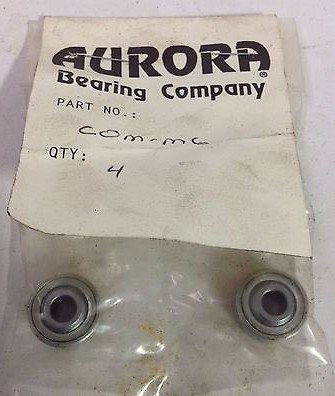 AURORA®
Bearing Company
PART NO.:
COM-M6
QTY:
4